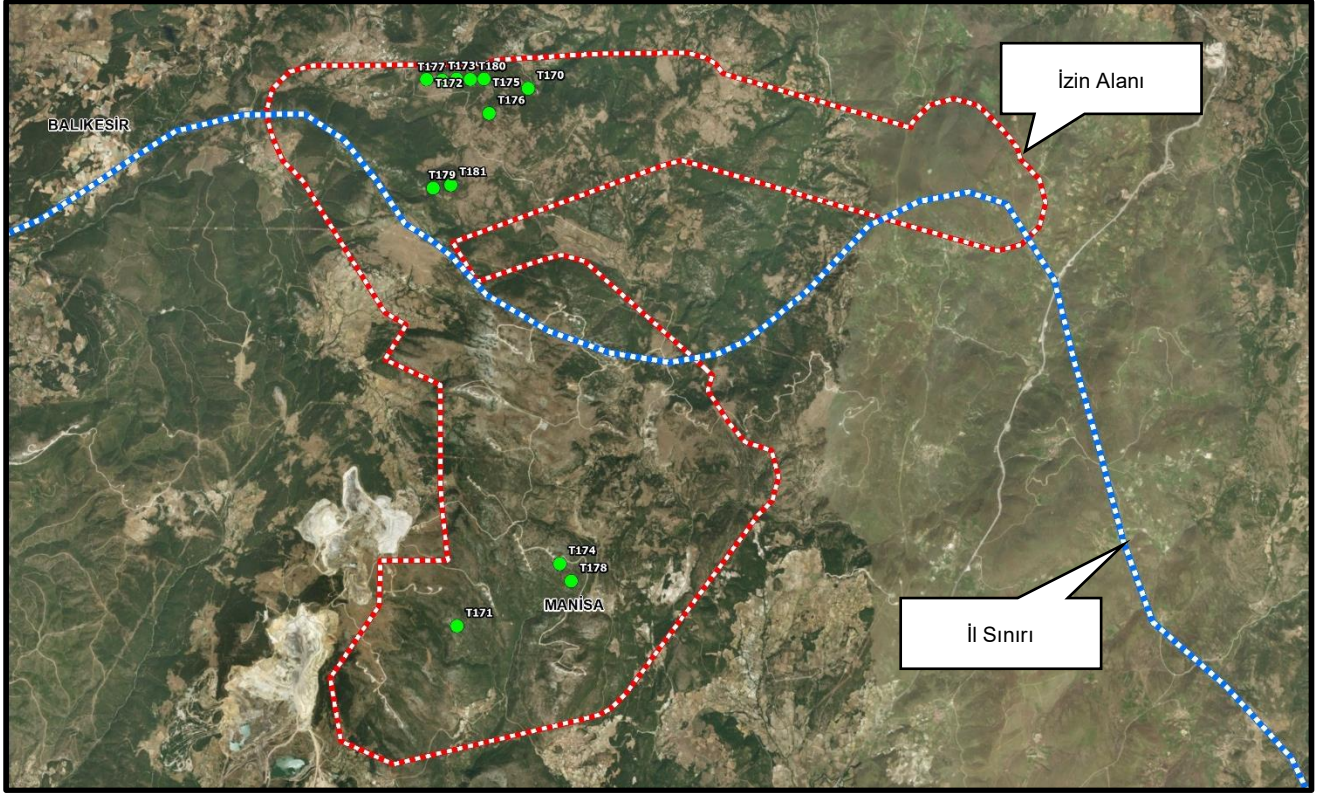 İzin Alanı
T177 T173 T180
T172 T175 T170
T176
BALIKESİR
T179 T181
T174
T178
MANİSA
T171
İl Sınırı